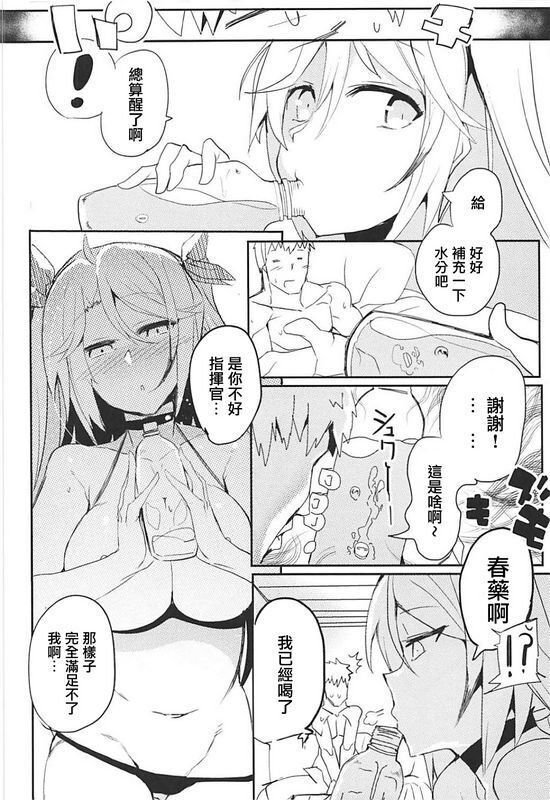 ！
總算
醒了啊
給
好好
補充一下
水分吧
謝謝！
……
這是啥啊～
シュワー
是你不好
指揮官…
春藥啊
!?
我已經喝了
那樣子
完全滿足不了
我啊…